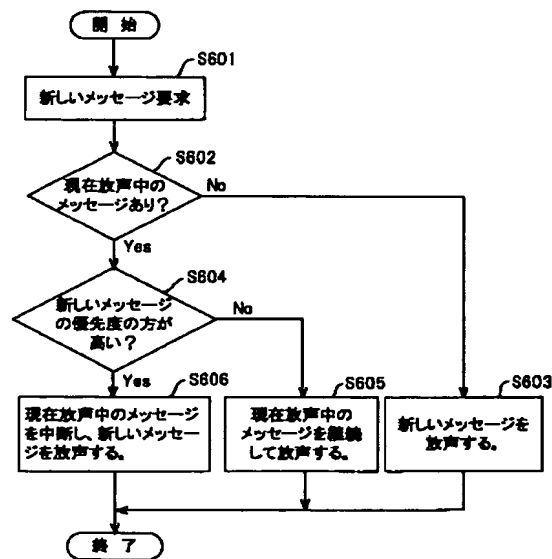 開 始
S601
新しいメッセージ要求
S602
現在放声中の
メッセージあり?
No
Yes
S604
新しいメッセージ
の優先度の方が
高い?
No
Yes
S606
現在放声中のメッセージ
を中断し、新しいメッセー
ジを放声する。
S605
現在放声中の
メッセージを継続
して放声する。
S603
新しいメッセージを
放声する。
終 了